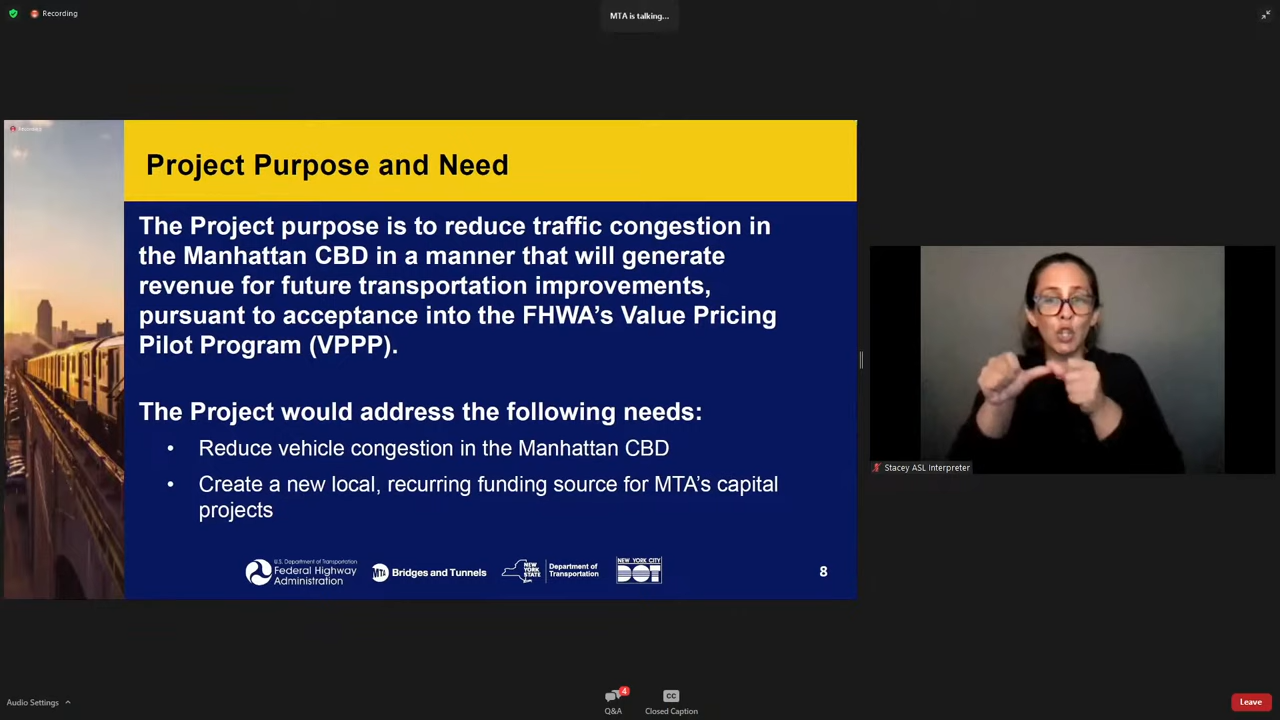 Recording
MTA is talking...
Project Purpose and Need
The Project purpose is to reduce traffic congestion in
the Manhattan CBD in a manner that will generate
revenue for future transportation improvements,
pursuant to acceptance into the FHWA's Value Pricing
Pilot Program (VPPP).
The Project would address the following needs:
• Reduce vehicle congestion in the Manhattan CBD
• Create a new local, recurring funding source for MTA's capital
projects
U.S. Department of Transportation
Federal Highway
Administration
MTA Bridges and Tunnels
NEW YORK STATE
Department of
Transportation
NEW YORK CITY
DOT
8
Stacey ASL Interpreter
Audio Settings
4
Q&A
CC
Closed Caption
Leave